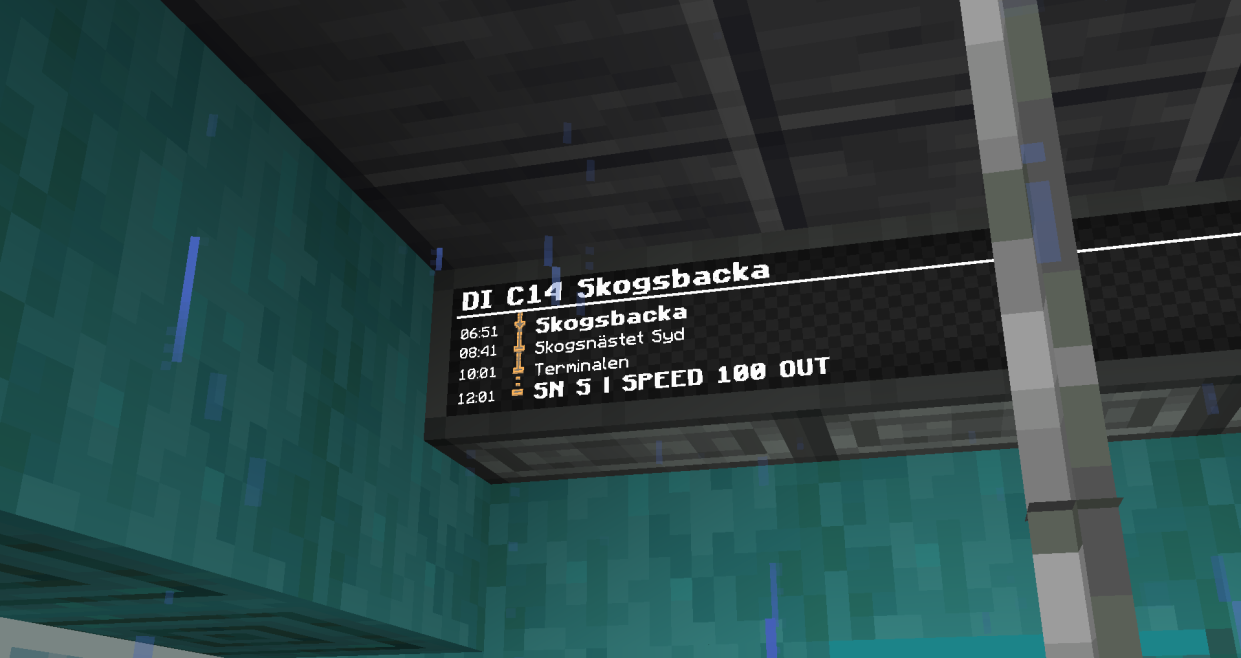 DI C14 Skogsbacka
06:51 Skogsbacka
08:41 Skogsnästet Syd
10:01 Terminalen
12:01 SN S | SPEED 100 OUT